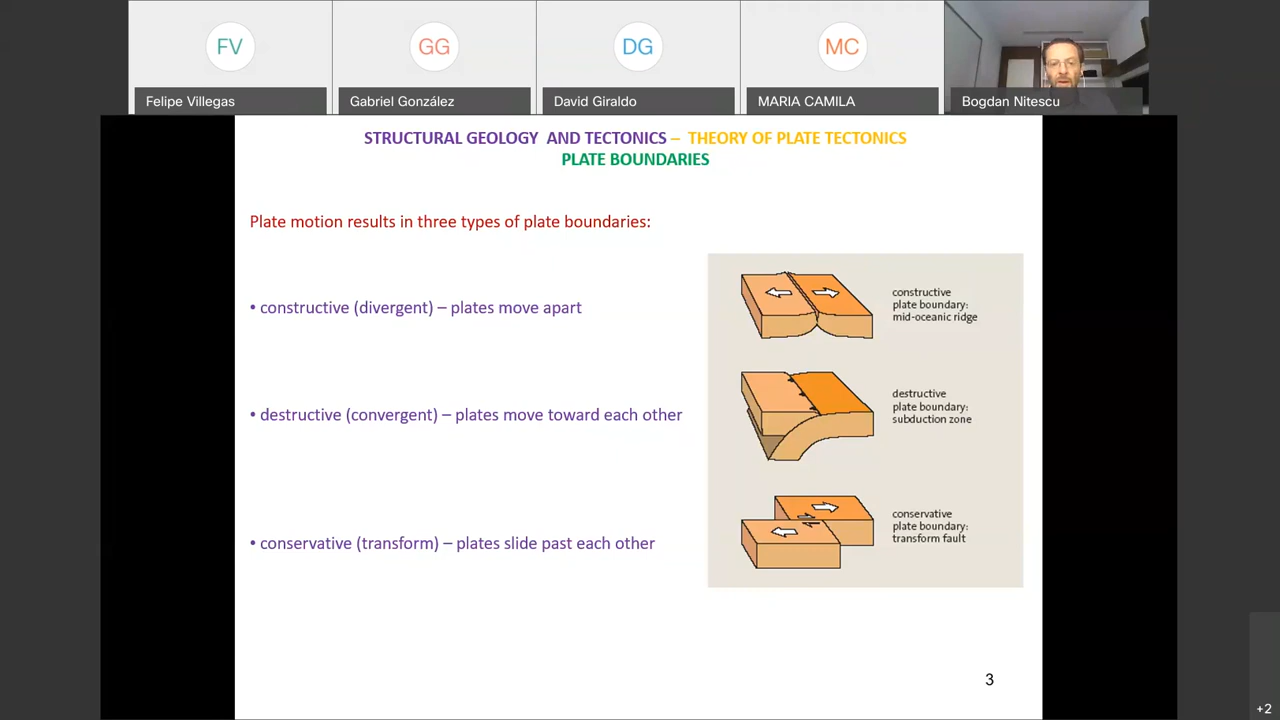 FV
GG
DG
MC
Felipe Villegas
Gabriel González
David Giraldo
MARIA CAMILA
Bogdan Nitescu
STRUCTURAL GEOLOGY AND TECTONICS – THEORY OF PLATE TECTONICS
PLATE BOUNDARIES
Plate motion results in three types of plate boundaries:
• constructive (divergent) – plates move apart
• destructive (convergent) – plates move toward each other
• conservative (transform) – plates slide past each other
constructive
plate boundary:
mid-oceanic ridge
destructive
plate boundary:
subduction zone
conservative
plate boundary:
transform fault
3
+2